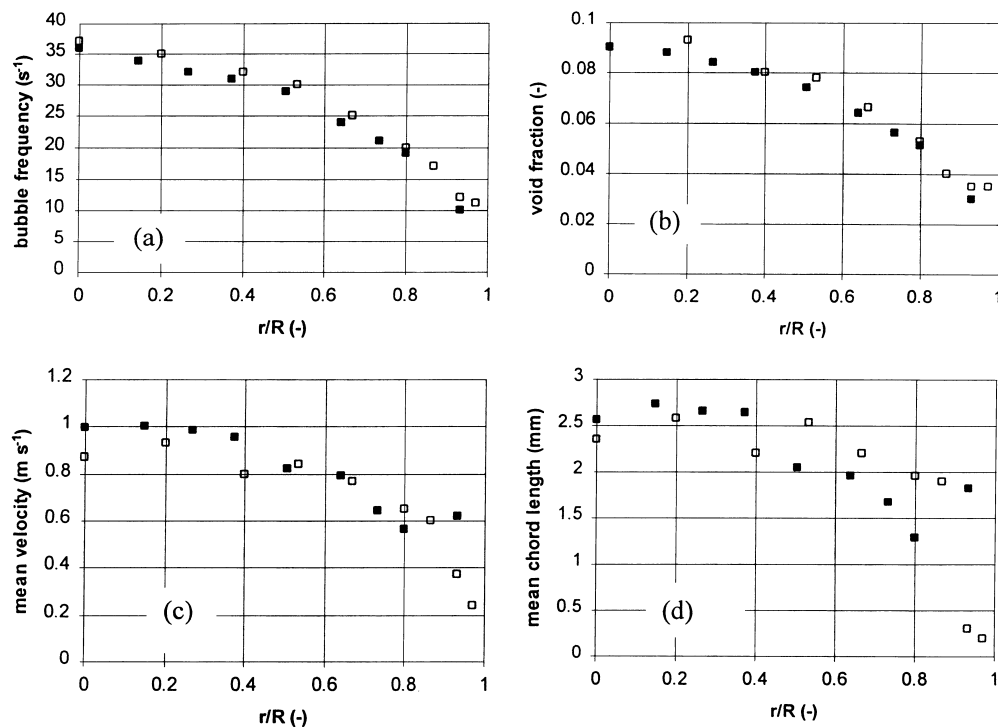 bubble frequency (s-1)
40
35
30
25
20
15
10
5
0
(a)
0 0.2 0.4 0.6 0.8 1
r/R (-)
void fraction (-)
0.1
0.08
0.06
0.04
0.02
0
(b)
0 0.2 0.4 0.6 0.8 1
r/R (-)
mean velocity (m s-1)
1.2
1
0.8
0.6
0.4
0.2
0
(c)
0 0.2 0.4 0.6 0.8 1
r/R (-)
mean chord length (mm)
3
2.5
2
1.5
1
0.5
0
(d)
0 0.2 0.4 0.6 0.8 1
r/R (-)